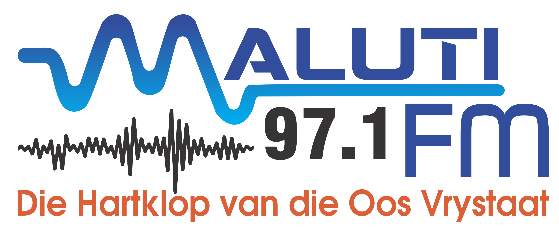 MALUTI
97.1 FM
Die Hartklop van die Oos Vrystaat